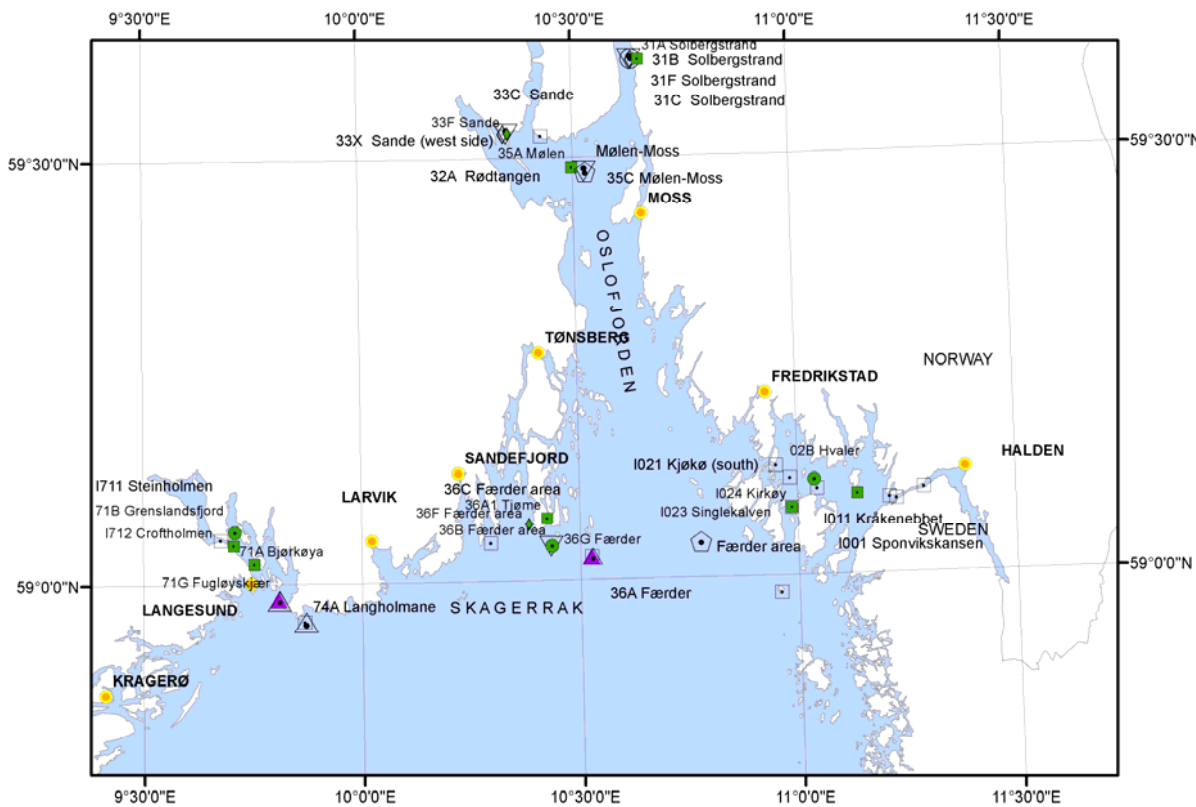 9°30'0"E
10°00'0"E
10°30'0"E
11°00'0"E
11°30'0"E
31A Solbergstrand
31B Solbergstrand
31F Solbergstrand
31C Solbergstrand
33C Sande
33F Sande
33X Sande (west side)
35A Mølen
Mølen-Moss
32A Rødtangen
35C Mølen-Moss
MOSS
59°30'0"N
59°30'0"N
OSLOFJORDEN
TØNSBERG
NORWAY
FREDRIKSTAD
SANDEFJORD
02B Hvaler
HALDEN
I021 Kjøkø (south)
I711 Steinholmen
LARVIK
36C Færder area
36A1 Tjøme
I024 Kirkøy
71B Grenslandsfjord
36F Færder area
I023 Singlekalven
I011 Kråkenebbet
SWEDEN
I712 Croftholmen
36B Færder area
36G Færder
Færder area
I001 Sponvikskansen
71A Bjørkøya
59°0'0"N
59°0'0"N
71G Fugløyskjær
36A Færder
LANGESUND
74A Langholmane
SKAGERRAK
KRAGERØ
9°30'0"E
10°00'0"E
10°30'0"E
11°00'0"E
11°30'0"E